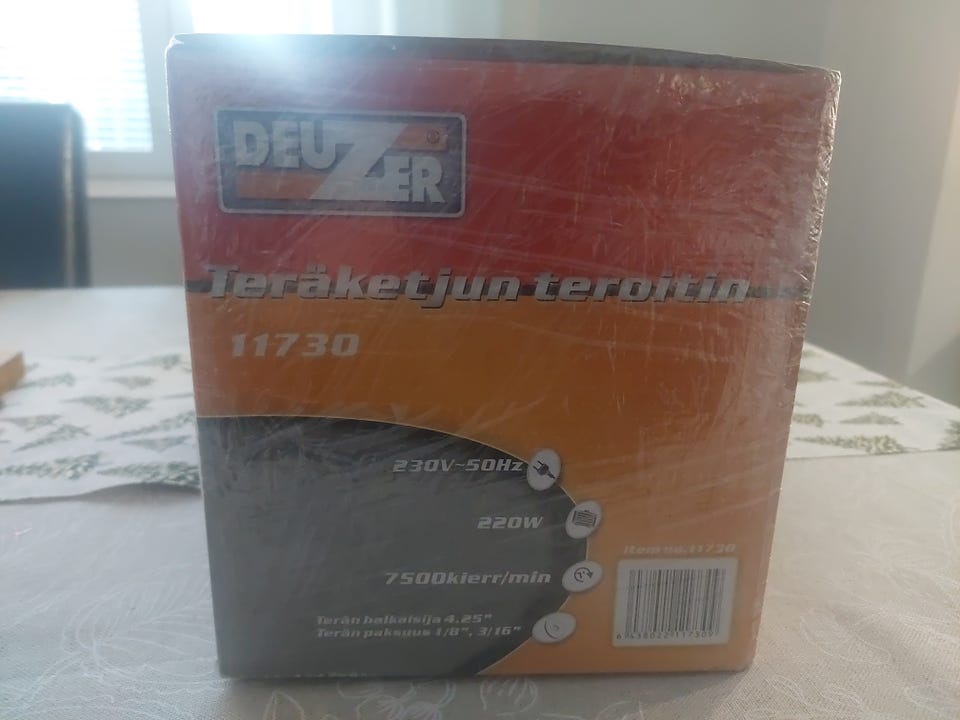 DEUZER®
Teräketjun teroitin
11730
230V~50Hz
220W
7500kierr/min
Terän halkaisija 4.25"
Terän paksuus 1/8", 3/16"
Item no.11730
6438022117309